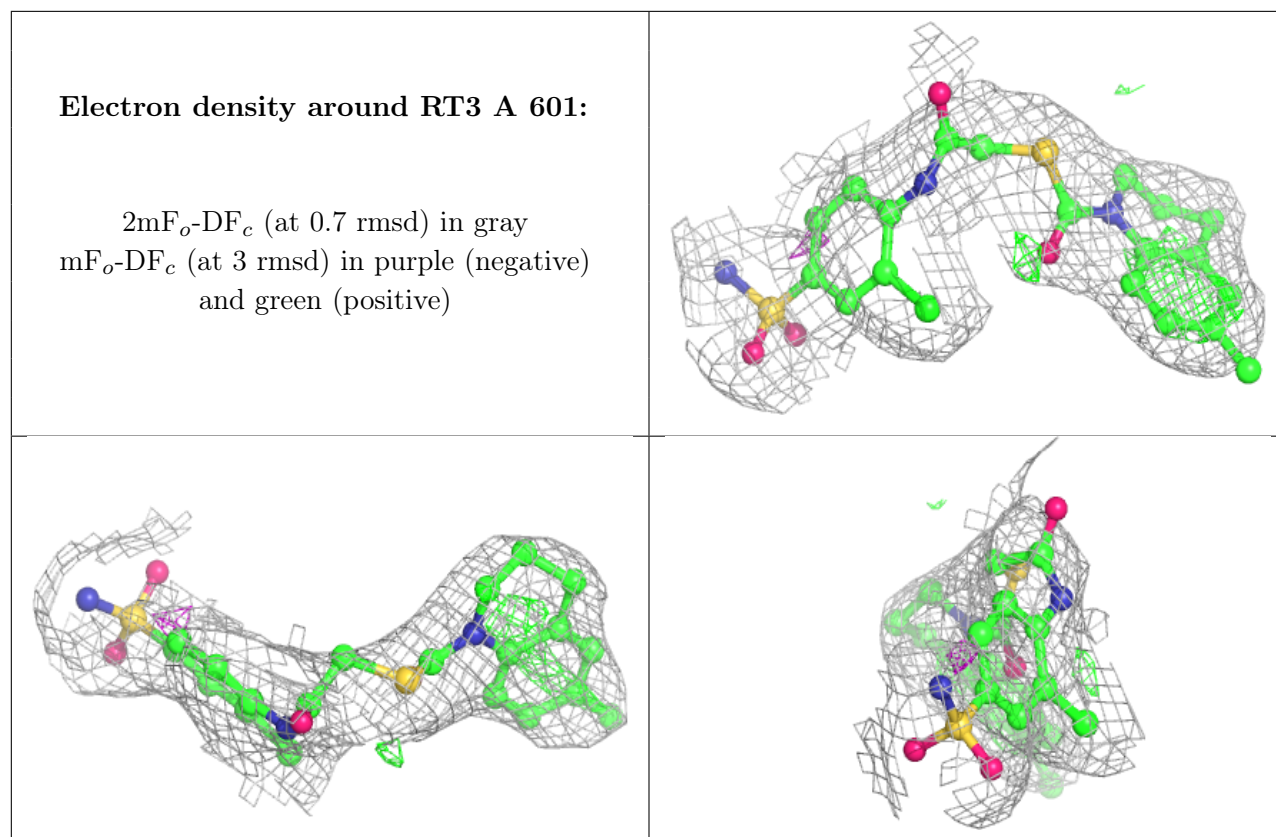 Electron density around RT3 A 601:
2mFo-DFc (at 0.7 rmsd) in gray
mFo-DFc (at 3 rmsd) in purple (negative)
and green (positive)